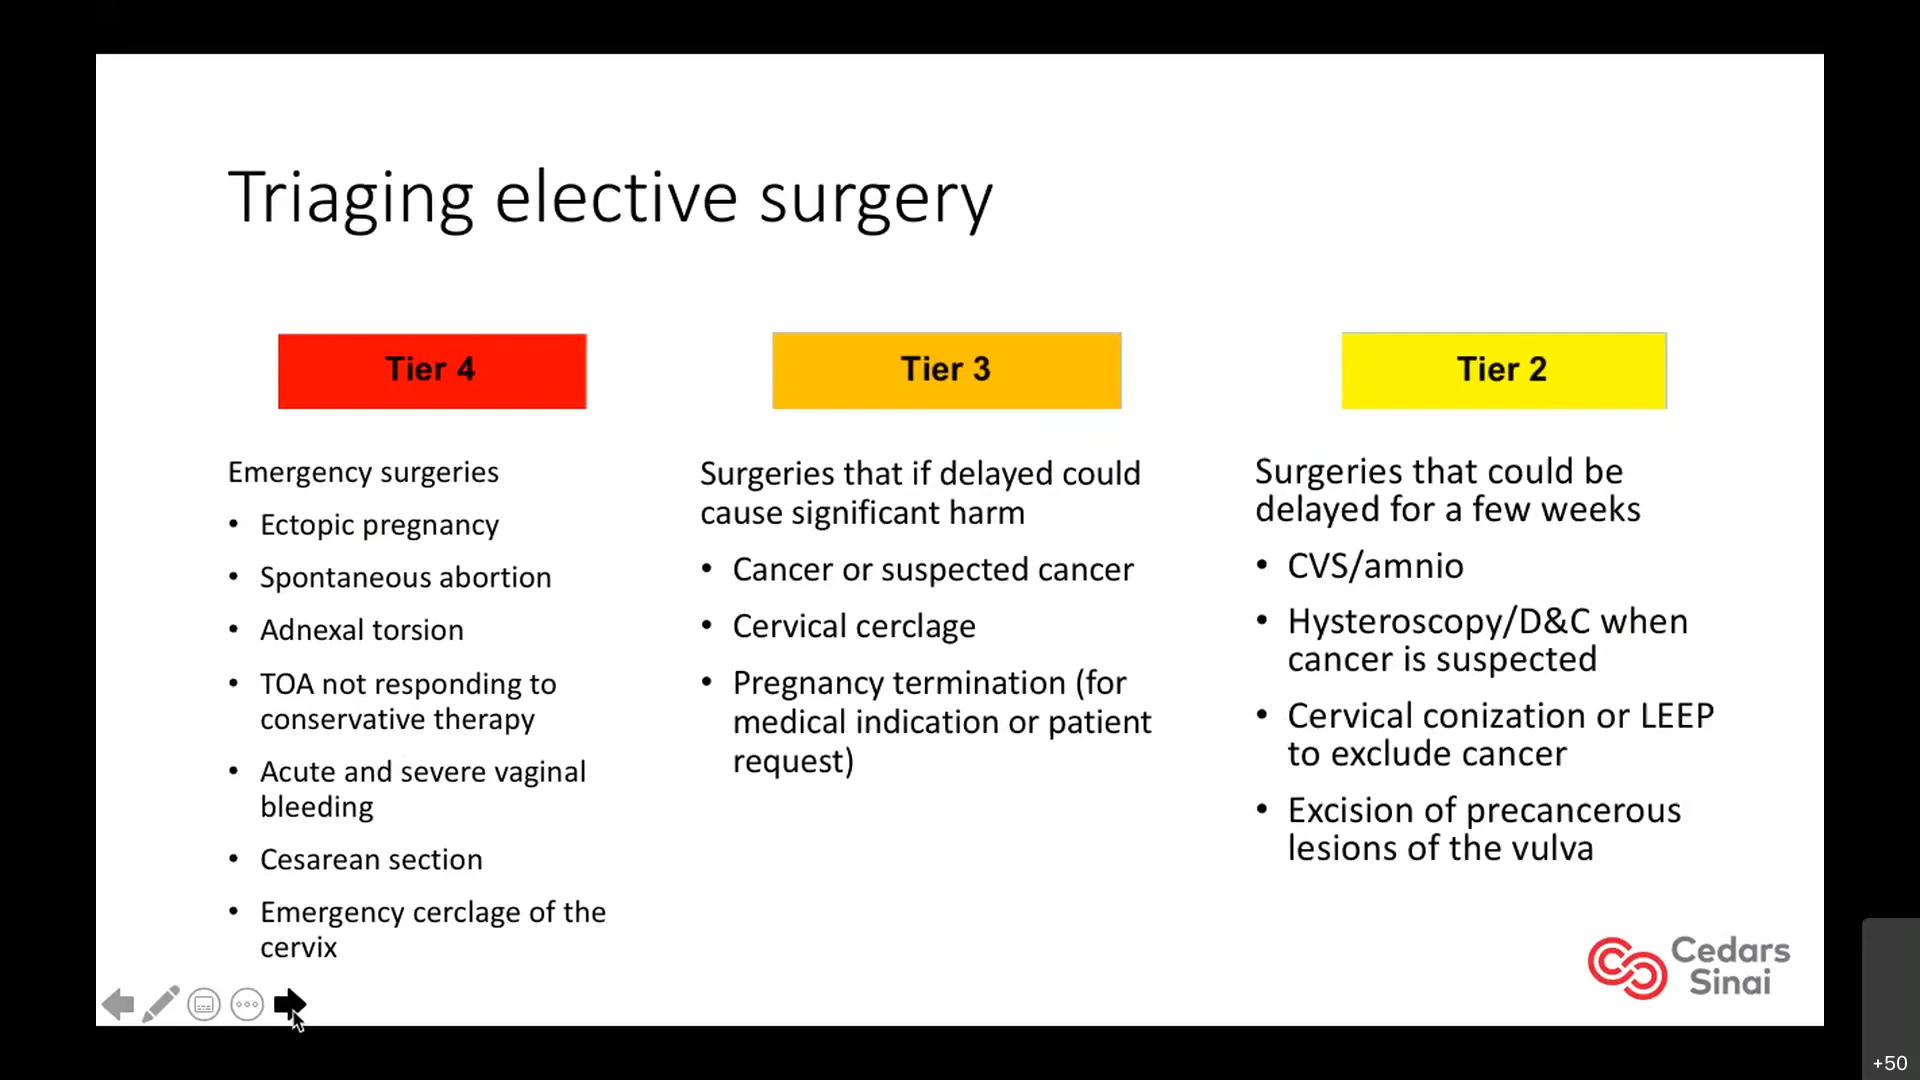 Triaging elective surgery
Tier 4
Emergency surgeries
• Ectopic pregnancy
• Spontaneous abortion
• Adnexal torsion
• TOA not responding to
conservative therapy
• Acute and severe vaginal
bleeding
• Cesarean section
• Emergency cerclage of the
cervix
Tier 3
Surgeries that if delayed could
cause significant harm
• Cancer or suspected cancer
• Cervical cerclage
• Pregnancy termination (for
medical indication or patient
request)
Tier 2
Surgeries that could be
delayed for a few weeks
• CVS/amnio
• Hysteroscopy/D&C when
cancer is suspected
• Cervical conization or LEEP
to exclude cancer
• Excision of precancerous
lesions of the vulva
Cedars
Sinai
+50